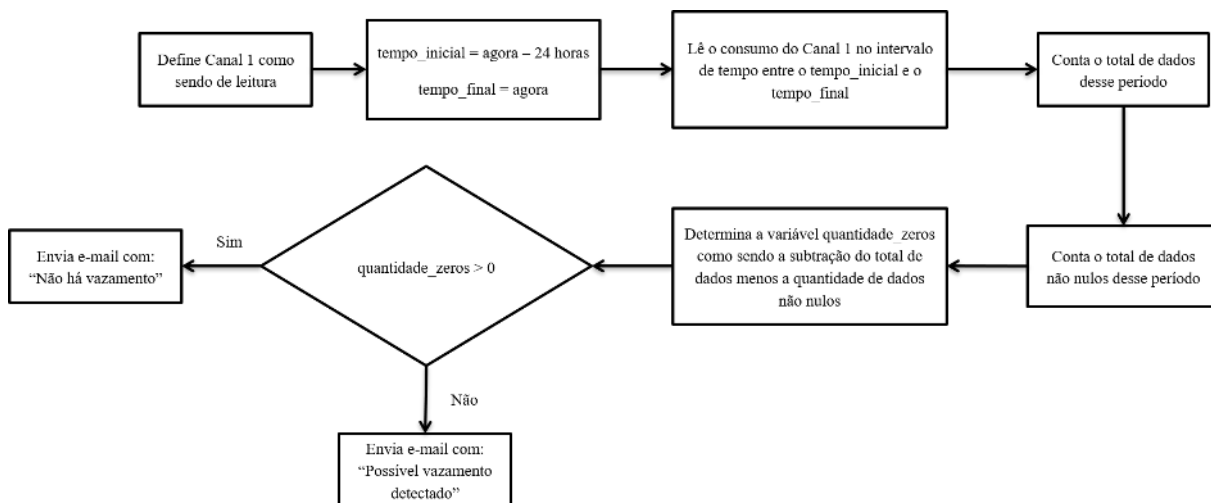 Define Canal 1 como
sendo de leitura
tempo_inicial = agora – 24 horas
tempo_final = agora
Lê o consumo do Canal 1 no intervalo
de tempo entre o tempo_inicial e o
tempo_final
Conta o total de dados
desse período
Conta o total de dados
não nulos desse período
Determina a variável quantidade_zeros
como sendo a subtração do total de
dados menos a quantidade de dados
não nulos
quantidade_zeros > 0
Sim
Envia e-mail com:
“Não há vazamento”
Não
Envia e-mail com:
“Possível vazamento
detectado”